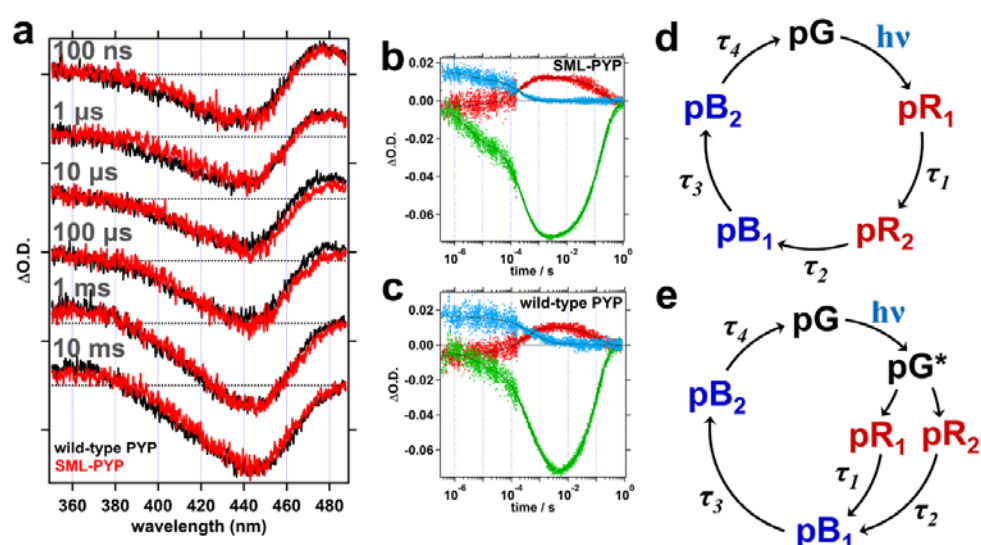 a
100 ns
1 µs
10 µs
100 µs
1 ms
10 ms
wild-type PYP
SML-PYP
ΔO.D.
360 380 400 420 440 460 480
wavelength (nm)
b
SML-PYP
0.02
0.00
-0.02
-0.04
-0.06
ΔO.D.
10⁻⁶ 10⁻⁴ 10⁻² 10⁰
time / s
c
wild-type PYP
0.02
0.00
-0.02
-0.04
-0.06
ΔO.D.
10⁻⁶ 10⁻⁴ 10⁻² 10⁰
time / s
d
pG
hν
τ₄
pB₂
pR₁
τ₃
τ₁
pB₁
pR₂
τ₂
e
pG
hν
τ₄
pG*
pB₂
pR₁ pR₂
τ₁
τ₃
τ₂
pB₁